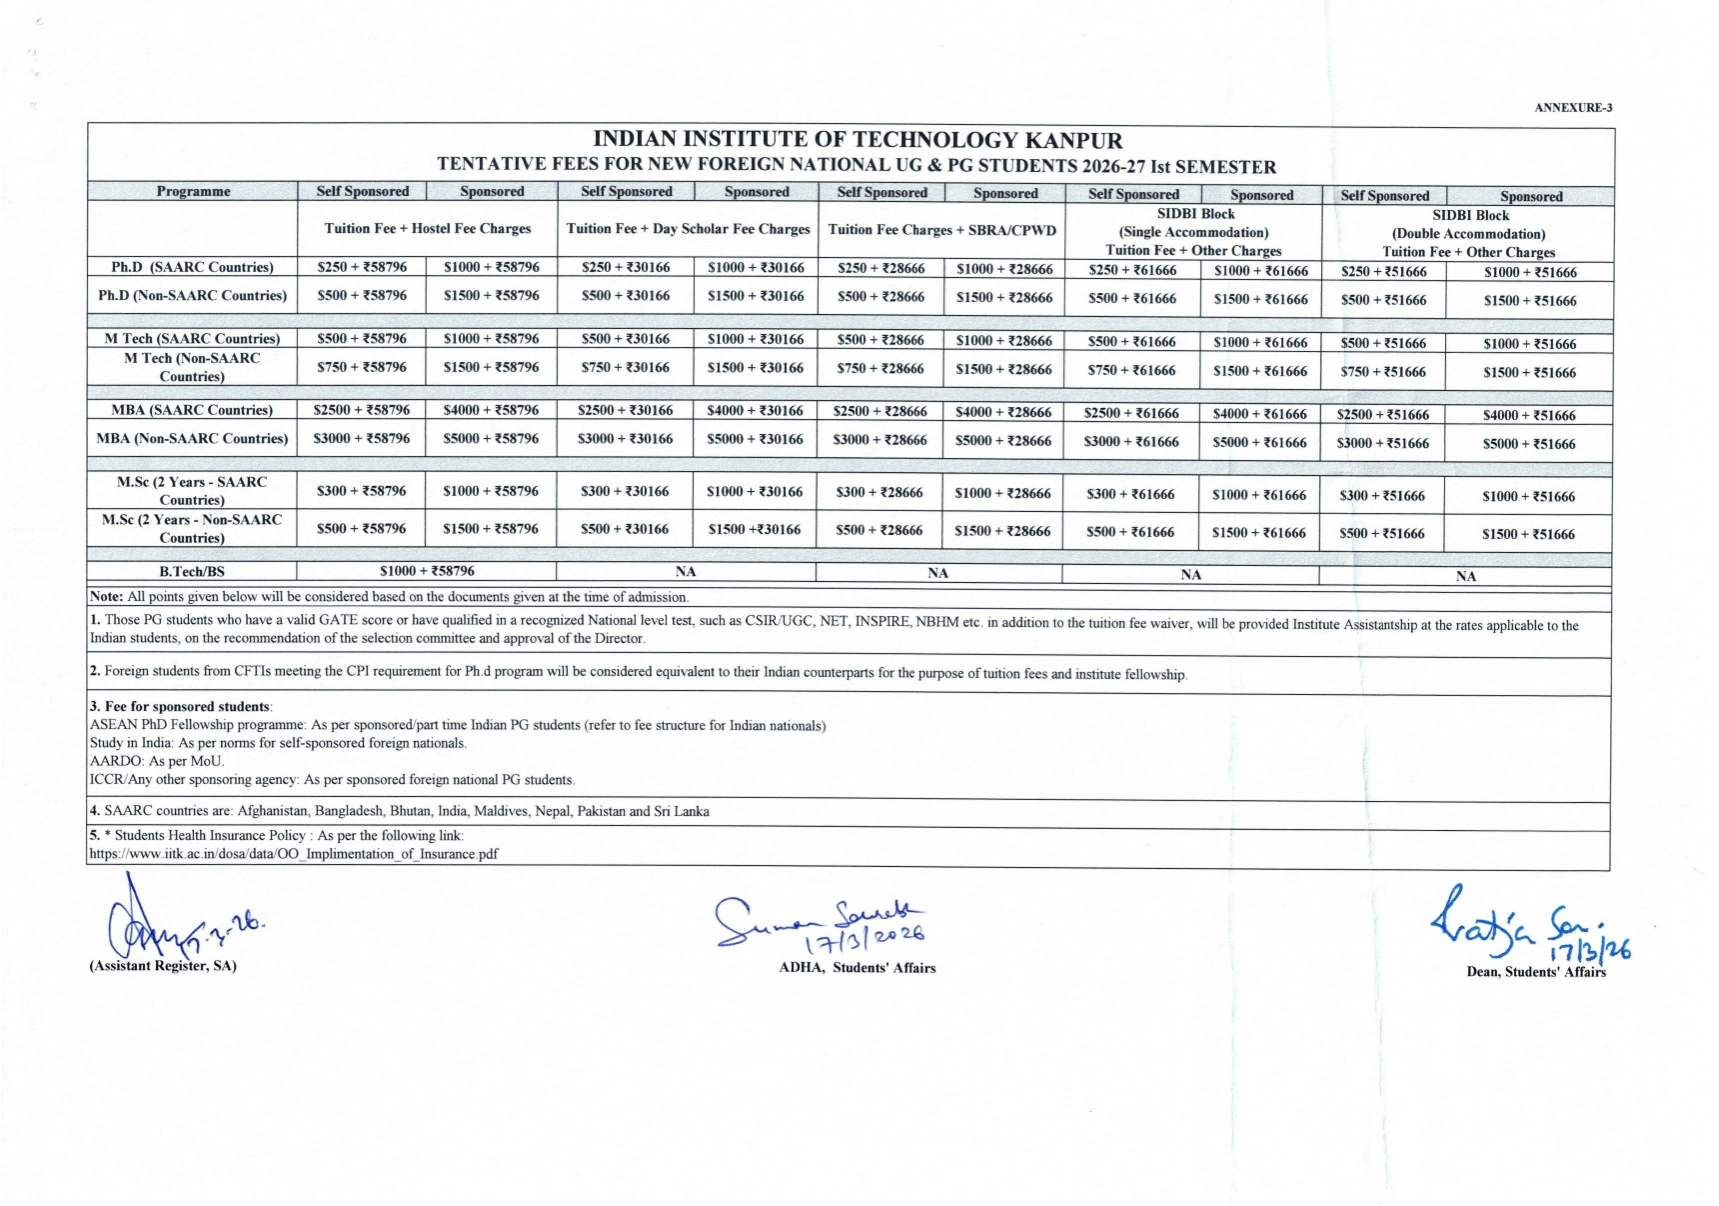 ANNEXURE-3
INDIAN INSTITUTE OF TECHNOLOGY KANPUR
TENTATIVE FEES FOR NEW FOREIGN NATIONAL UG & PG STUDENTS 2026-27 Ist SEMESTER
Programme Self Sponsored Sponsored Self Sponsored Sponsored Self Sponsored Sponsored Self Sponsored Sponsored Self Sponsored Sponsored
Tuition Fee + Hostel Fee Charges Tuition Fee + Day Scholar Fee Charges Tuition Fee Charges + SBRA/CPWD
SIDBI Block
(Single Accommodation)
Tuition Fee + Other Charges
SIDBI Block
(Double Accommodation)
Tuition Fee + Other Charges
Ph.D (SAARC Countries) $250 + ₹58796 $1000 + ₹58796 $250 + ₹30166 $1000 + ₹30166 $250 + ₹28666 $1000 + ₹28666 $250 + ₹61666 $1000 + ₹61666 $250 + ₹51666 $1000 + ₹51666
Ph.D (Non-SAARC Countries) $500 + ₹58796 $1500 + ₹58796 $500 + ₹30166 $1500 + ₹30166 $500 + ₹28666 $1500 + ₹28666 $500 + ₹61666 $1500 + ₹61666 $500 + ₹51666 $1500 + ₹51666
M Tech (SAARC Countries) $500 + ₹58796 $1000 + ₹58796 $500 + ₹30166 $1000 + ₹30166 $500 + ₹28666 $1000 + ₹28666 $500 + ₹61666 $1000 + ₹61666 $500 + ₹51666 $1000 + ₹51666
M Tech (Non-SAARC
Countries) $750 + ₹58796 $1500 + ₹58796 $750 + ₹30166 $1500 + ₹30166 $750 + ₹28666 $1500 + ₹28666 $750 + ₹61666 $1500 + ₹61666 $750 + ₹51666 $1500 + ₹51666
MBA (SAARC Countries) $2500 + ₹58796 $4000 + ₹58796 $2500 + ₹30166 $4000 + ₹30166 $2500 + ₹28666 $4000 + ₹28666 $2500 + ₹61666 $4000 + ₹61666 $2500 + ₹51666 $4000 + ₹51666
MBA (Non-SAARC Countries) $3000 + ₹58796 $5000 + ₹58796 $3000 + ₹30166 $5000 + ₹30166 $3000 + ₹28666 $5000 + ₹28666 $3000 + ₹61666 $5000 + ₹61666 $3000 + ₹51666 $5000 + ₹51666
M.Sc (2 Years - SAARC
Countries) $300 + ₹58796 $1000 + ₹58796 $300 + ₹30166 $1000 + ₹30166 $300 + ₹28666 $1000 + ₹28666 $300 + ₹61666 $1000 + ₹61666 $300 + ₹51666 $1000 + ₹51666
M.Sc (2 Years - Non-SAARC
Countries) $500 + ₹58796 $1500 + ₹58796 $500 + ₹30166 $1500 +₹30166 $500 + ₹28666 $1500 + ₹28666 $500 + ₹61666 $1500 + ₹61666 $500 + ₹51666 $1500 + ₹51666
B.Tech/BS $1000 + ₹58796 NA NA NA NA
Note: All points given below will be considered based on the documents given at the time of admission.
1. Those PG students who have a valid GATE score or have qualified in a recognized National level test, such as CSIR/UGC, NET, INSPIRE, NBHM etc. in addition to the tuition fee waiver, will be provided Institute Assistantship at the rates applicable to the
Indian students, on the recommendation of the selection committee and approval of the Director.
2. Foreign students from CFTIs meeting the CPI requirement for Ph.d program will be considered equivalent to their Indian counterparts for the purpose of tuition fees and institute fellowship.
3. Fee for sponsored students:
ASEAN PhD Fellowship programme: As per sponsored/part time Indian PG students (refer to fee structure for Indian nationals)
Study in India: As per norms for self-sponsored foreign nationals.
AARDO: As per MoU.
ICCR/Any other sponsoring agency: As per sponsored foreign national PG students.
4. SAARC countries are: Afghanistan, Bangladesh, Bhutan, India, Maldives, Nepal, Pakistan and Sri Lanka
5. * Students Health Insurance Policy : As per the following link:
https://www.iitk.ac.in/dosa/data/OO_Implimentation_of_Insurance.pdf
Suman Saurabh
17/3/2026
17/3/26
(Assistant Register, SA) ADHA, Students' Affairs Dean, Students' Affairs